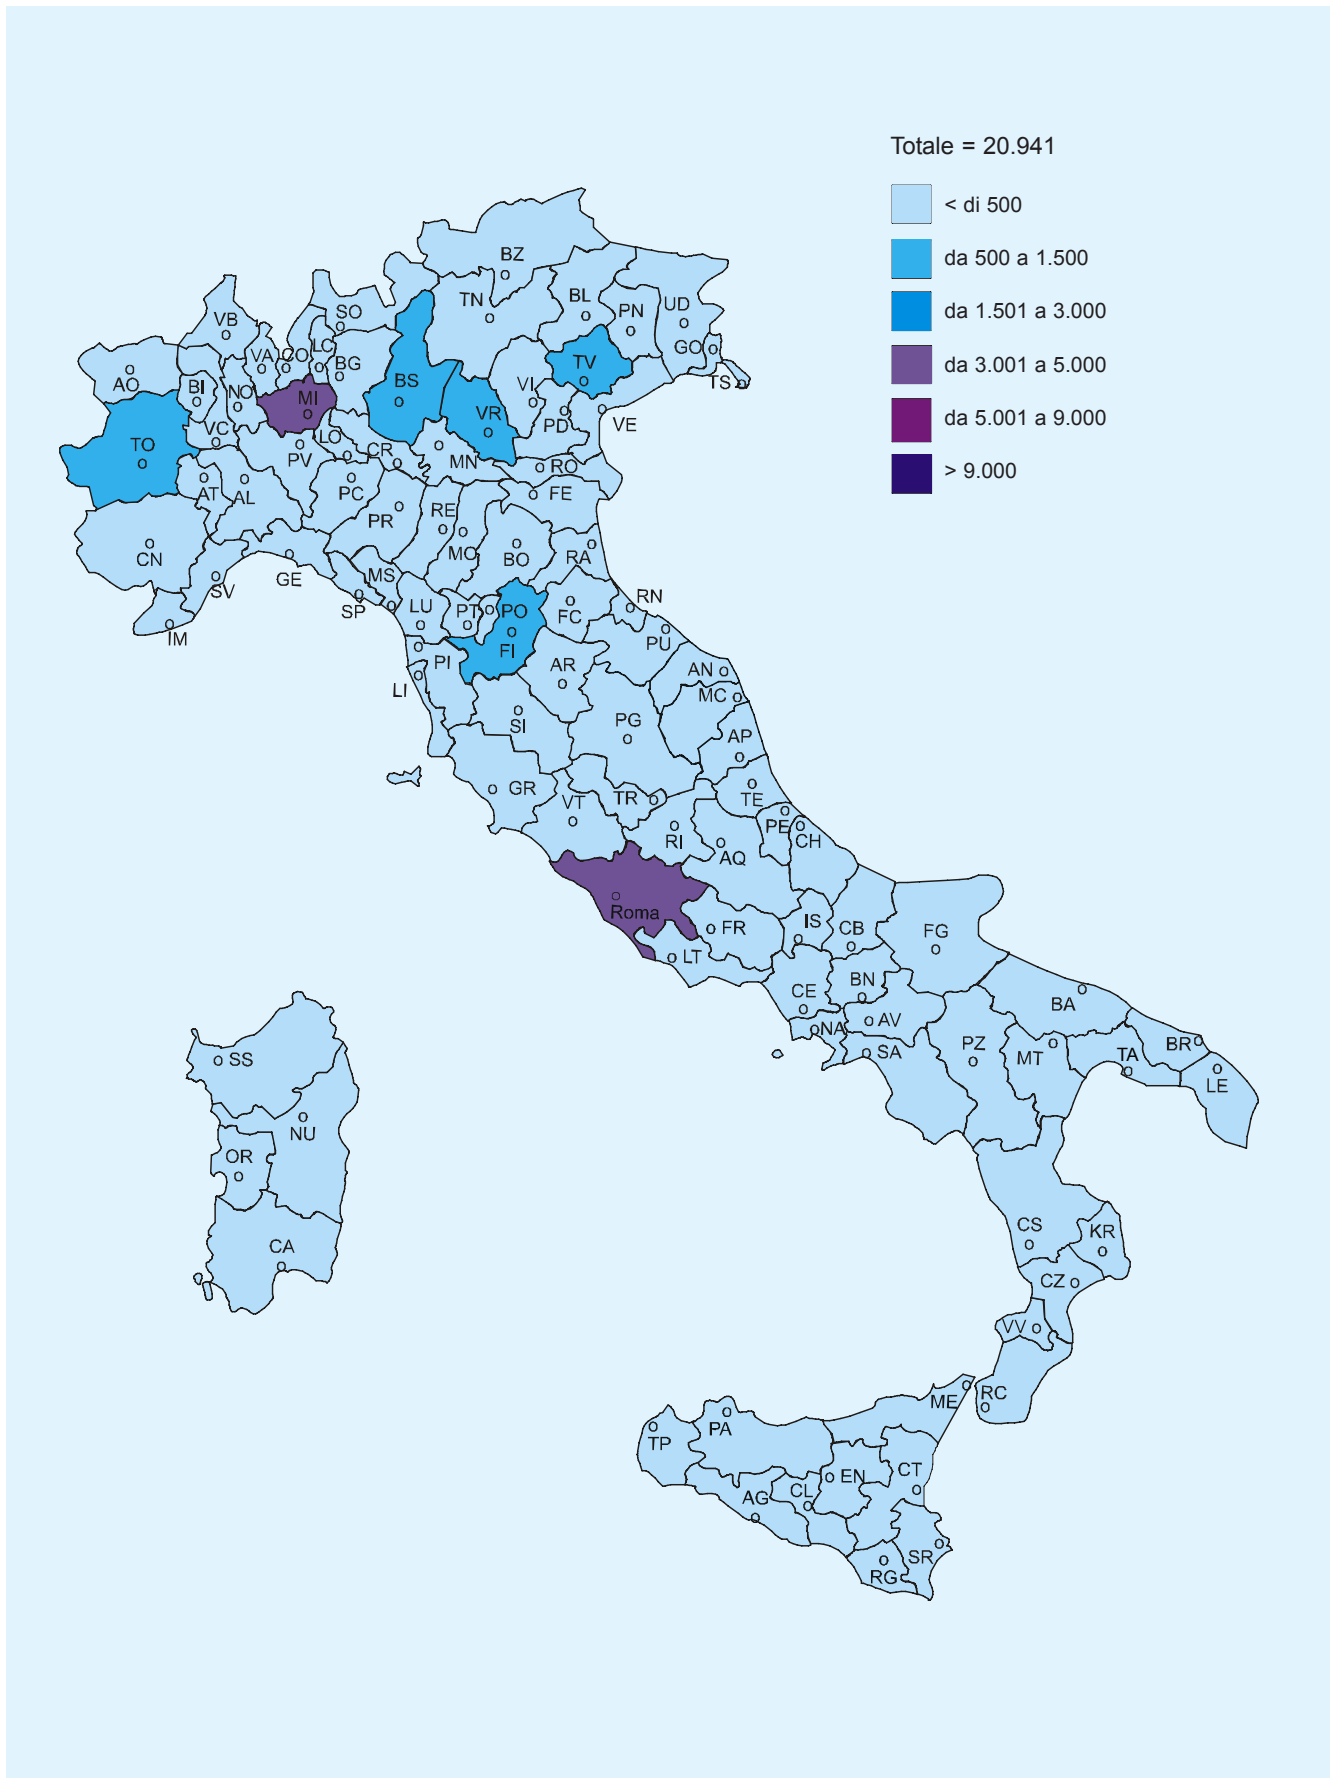 Totale = 20.941
< di 500
da 500 a 1.500
da 1.501 a 3.000
da 3.001 a 5.000
da 5.001 a 9.000
> 9.000
BZ
TN
BL
PN
UD
SO
VB
VA
CO
LC
BG
GO
TS
AO
BI
NO
MI
BS
TV
VI
VR
PD
VE
TO
VC
LO
PV
CR
MN
RO
AT
AL
PC
PR
RE
FE
MO
BO
RA
CN
SV
GE
MS
SP
IM
LU
PT
PO
FC
RN
FI
PU
PI
LI
AR
AN
MC
SI
PG
AP
GR
VT
TR
TE
PE
CH
RI
AQ
Roma
FR
IS
CB
FG
LT
CE
BN
BA
NA
AV
SA
PZ
MT
TA
BR
LE
SS
NU
OR
CA
CS
KR
CZ
VV
RC
ME
TP
PA
EN
CT
AG
CL
SR
RG